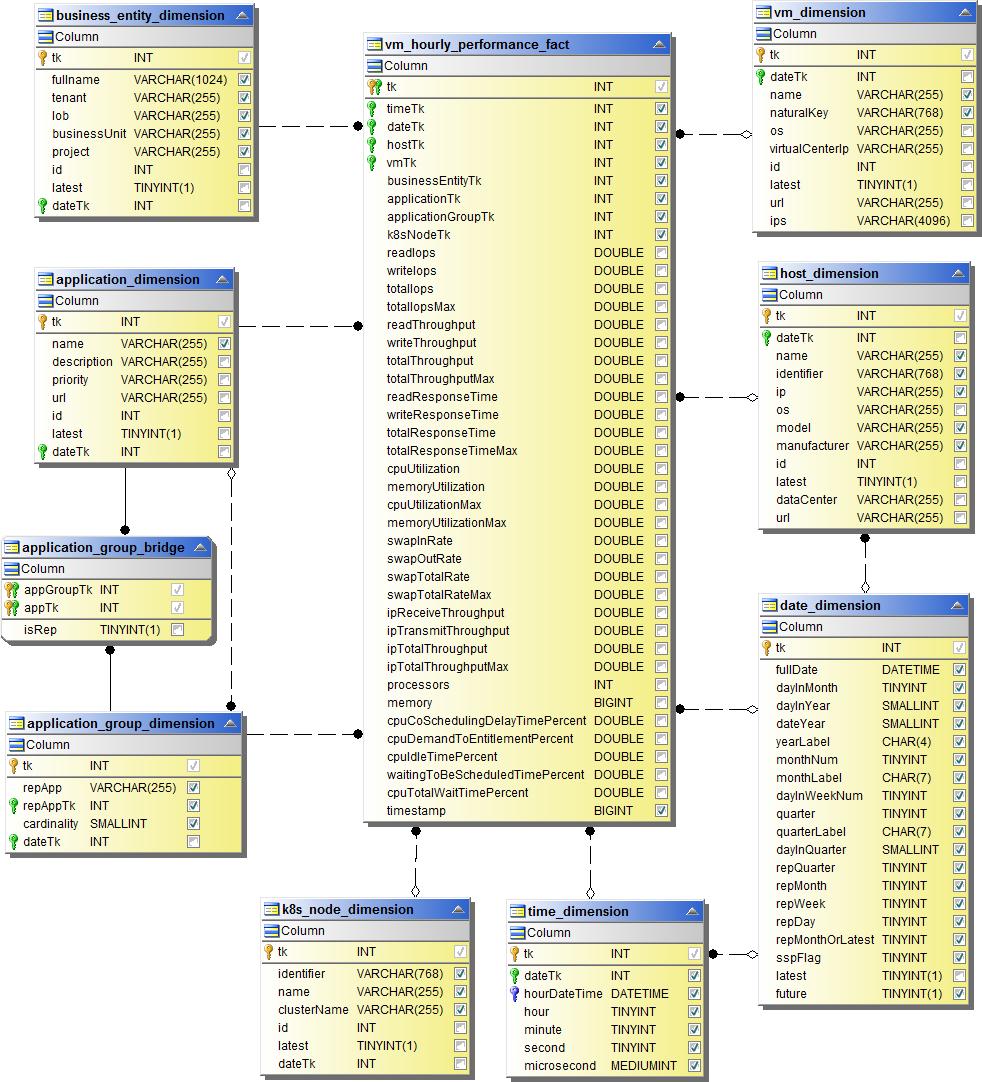 business_entity_dimension
Column
tk INT
fullname VARCHAR(1024)
tenant VARCHAR(255)
lob VARCHAR(255)
businessUnit VARCHAR(255)
project VARCHAR(255)
id INT
latest TINYINT(1)
dateTk INT
application_dimension
Column
tk INT
name VARCHAR(255)
description VARCHAR(255)
priority VARCHAR(255)
url VARCHAR(255)
id INT
latest TINYINT(1)
dateTk INT
application_group_bridge
Column
appGroupTk INT
appTk INT
isRep TINYINT(1)
application_group_dimension
Column
tk INT
repApp VARCHAR(255)
repAppTk INT
cardinality SMALLINT
dateTk INT
vm_hourly_performance_fact
Column
tk INT
timeTk INT
dateTk INT
hostTk INT
vmTk INT
businessEntityTk INT
applicationTk INT
applicationGroupTk INT
k8sNodeTk INT
readIops DOUBLE
writeIops DOUBLE
totalIops DOUBLE
totalIopsMax DOUBLE
readThroughput DOUBLE
writeThroughput DOUBLE
totalThroughput DOUBLE
totalThroughputMax DOUBLE
readResponseTime DOUBLE
writeResponseTime DOUBLE
totalResponseTime DOUBLE
totalResponseTimeMax DOUBLE
cpuUtilization DOUBLE
memoryUtilization DOUBLE
cpuUtilizationMax DOUBLE
memoryUtilizationMax DOUBLE
swapInRate DOUBLE
swapOutRate DOUBLE
swapTotalRate DOUBLE
swapTotalRateMax DOUBLE
ipReceiveThroughput DOUBLE
ipTransmitThroughput DOUBLE
ipTotalThroughput DOUBLE
ipTotalThroughputMax DOUBLE
processors INT
memory BIGINT
cpuCoSchedulingDelayTimePercent DOUBLE
cpuDemandToEntitlementPercent DOUBLE
cpuIdleTimePercent DOUBLE
waitingToBeScheduledTimePercent DOUBLE
cpuTotalWaitTimePercent DOUBLE
timestamp BIGINT
k8s_node_dimension
Column
tk INT
identifier VARCHAR(768)
name VARCHAR(255)
clusterName VARCHAR(255)
id INT
latest TINYINT(1)
dateTk INT
time_dimension
Column
tk INT
dateTk INT
hourDateTime DATETIME
hour TINYINT
minute TINYINT
second TINYINT
microsecond MEDIUMINT
vm_dimension
Column
tk INT
dateTk INT
name VARCHAR(255)
naturalKey VARCHAR(768)
os VARCHAR(255)
virtualCenterIp VARCHAR(255)
id INT
latest TINYINT(1)
url VARCHAR(255)
ips VARCHAR(4096)
host_dimension
Column
tk INT
dateTk INT
name VARCHAR(255)
identifier VARCHAR(768)
ip VARCHAR(255)
os VARCHAR(255)
model VARCHAR(255)
manufacturer VARCHAR(255)
id INT
latest TINYINT(1)
dataCenter VARCHAR(255)
url VARCHAR(255)
date_dimension
Column
tk INT
fullDate DATETIME
dayInMonth TINYINT
dayInYear SMALLINT
dateYear SMALLINT
yearLabel CHAR(4)
monthNum TINYINT
monthLabel CHAR(7)
dayInWeekNum TINYINT
quarter TINYINT
quarterLabel CHAR(7)
dayInQuarter SMALLINT
repQuarter TINYINT
repMonth TINYINT
repWeek TINYINT
repDay TINYINT
repMonthOrLatest TINYINT
sspFlag TINYINT
latest TINYINT(1)
future TINYINT(1)